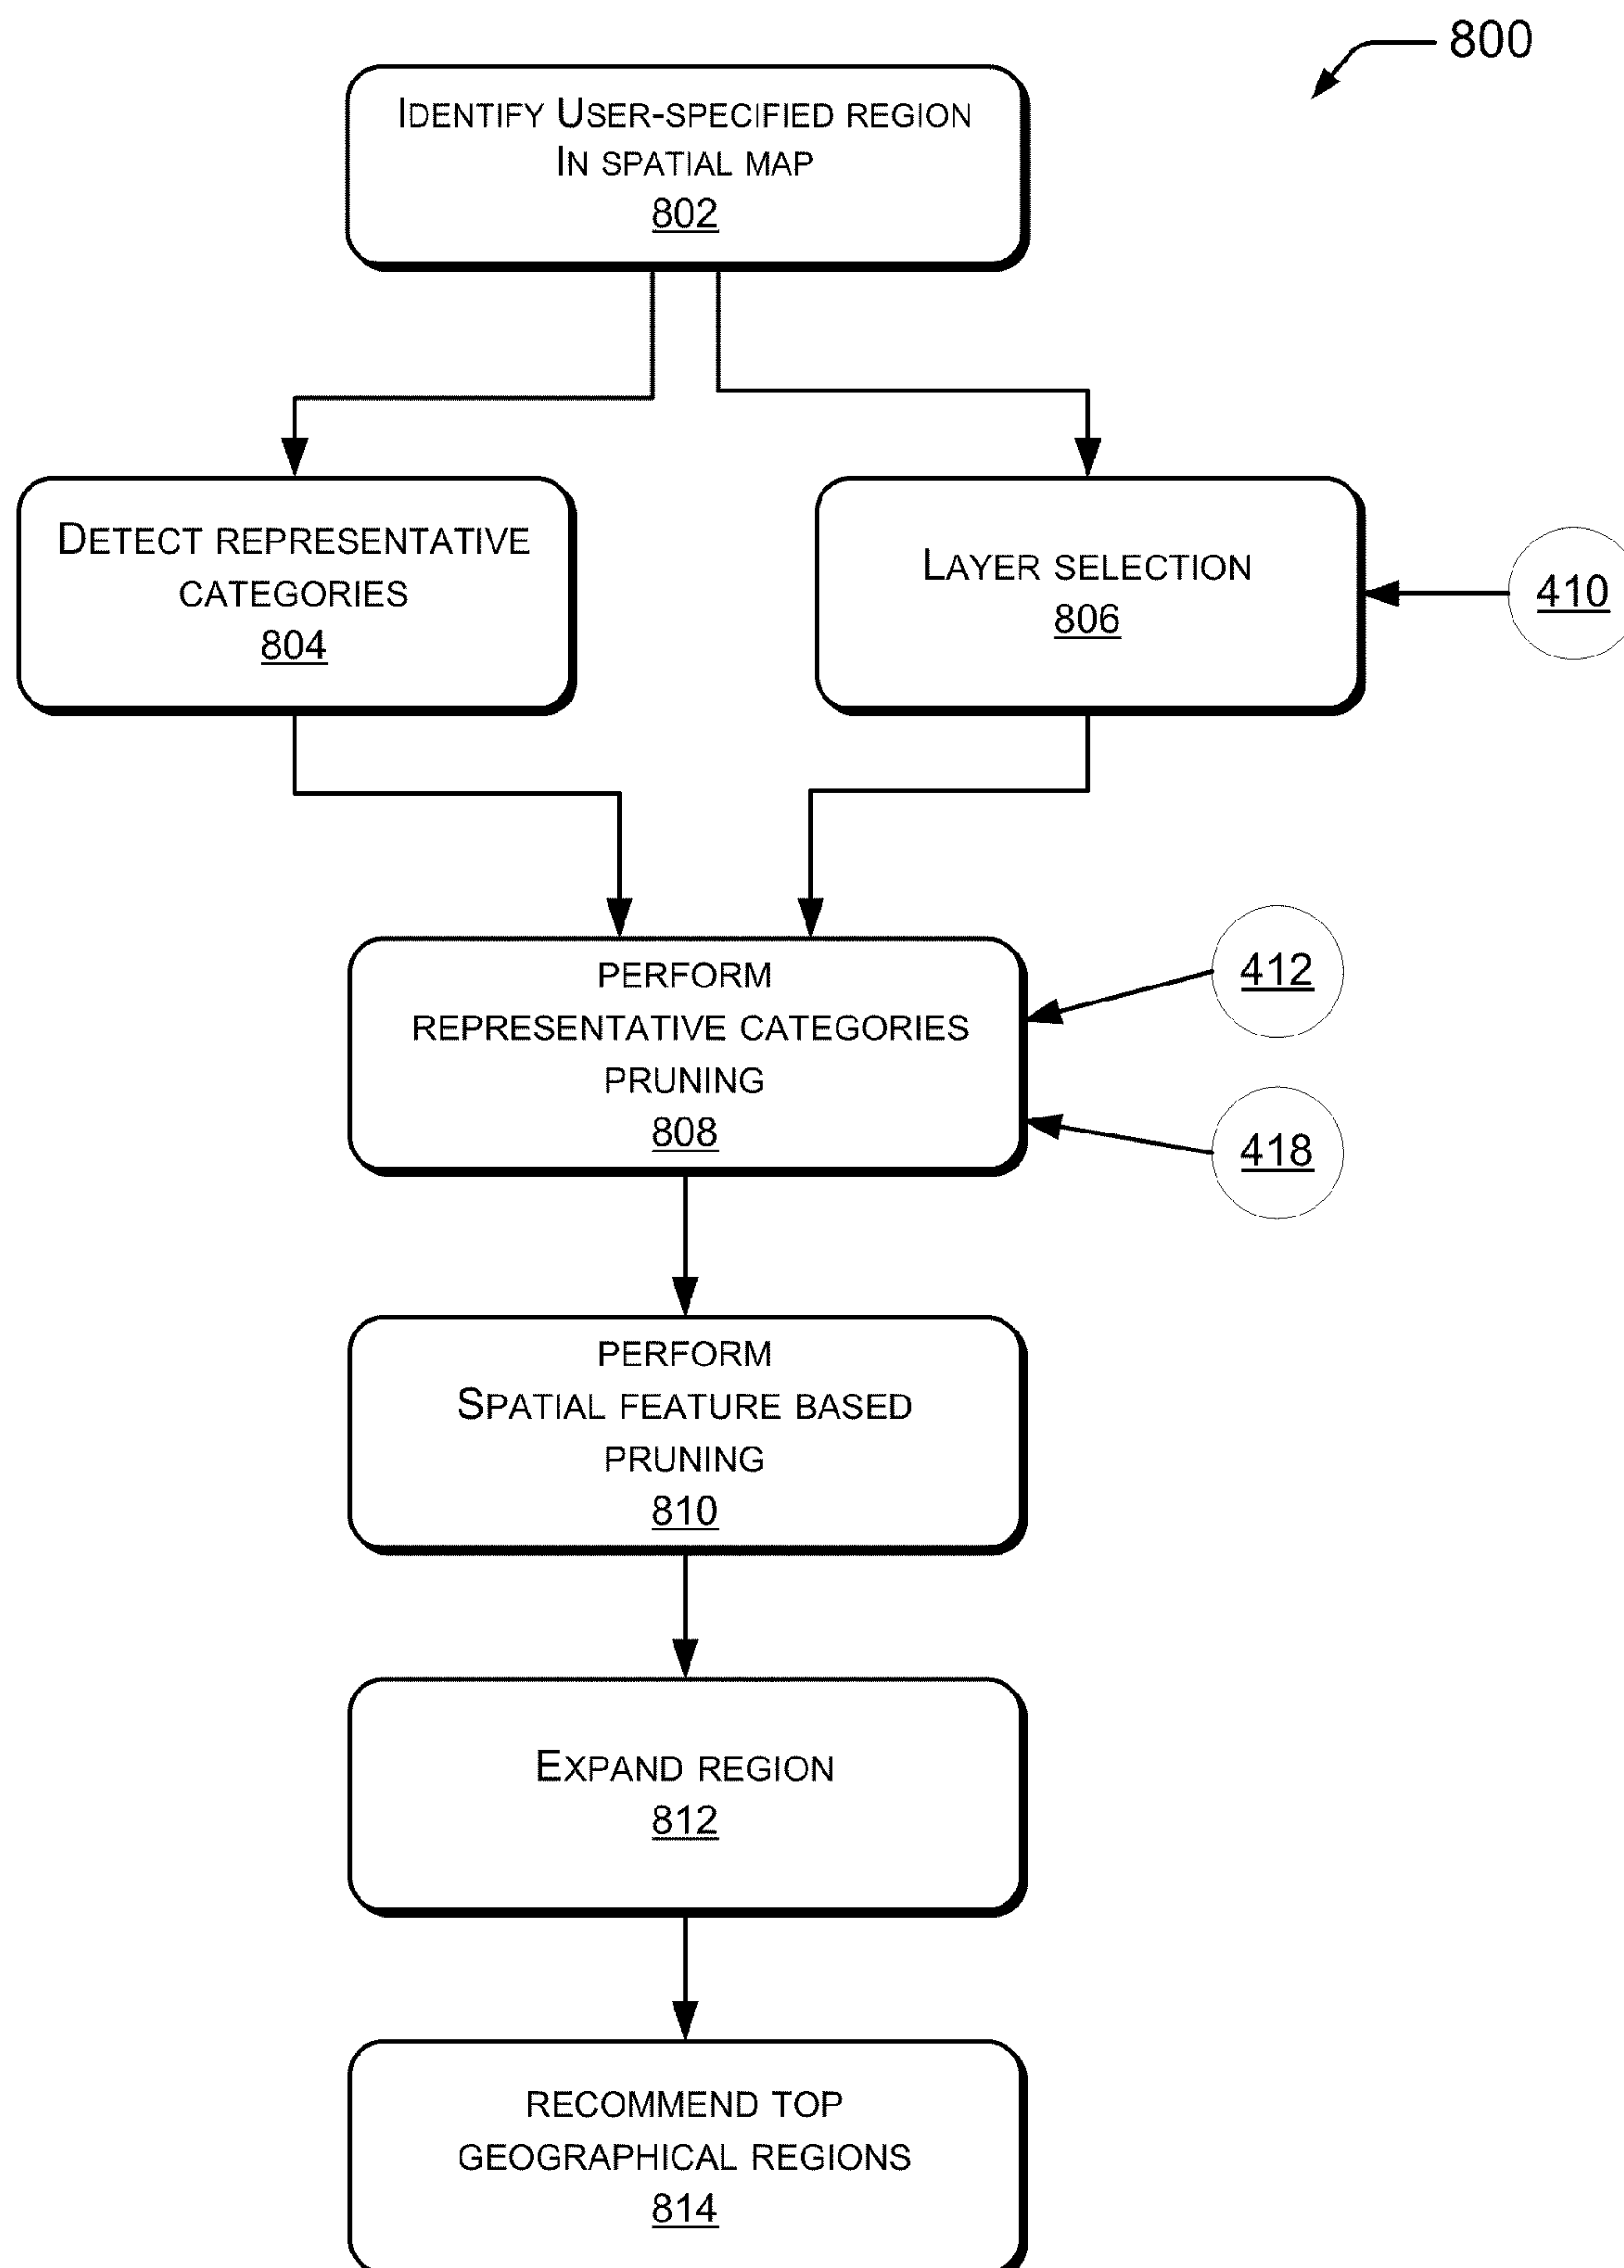 800
IDENTIFY USER-SPECIFIED REGION
IN SPATIAL MAP
802
DETECT REPRESENTATIVE
CATEGORIES
804
LAYER SELECTION
806
410
PERFORM
REPRESENTATIVE CATEGORIES
PRUNING
808
412
418
PERFORM
SPATIAL FEATURE BASED
PRUNING
810
EXPAND REGION
812
RECOMMEND TOP
GEOGRAPHICAL REGIONS
814